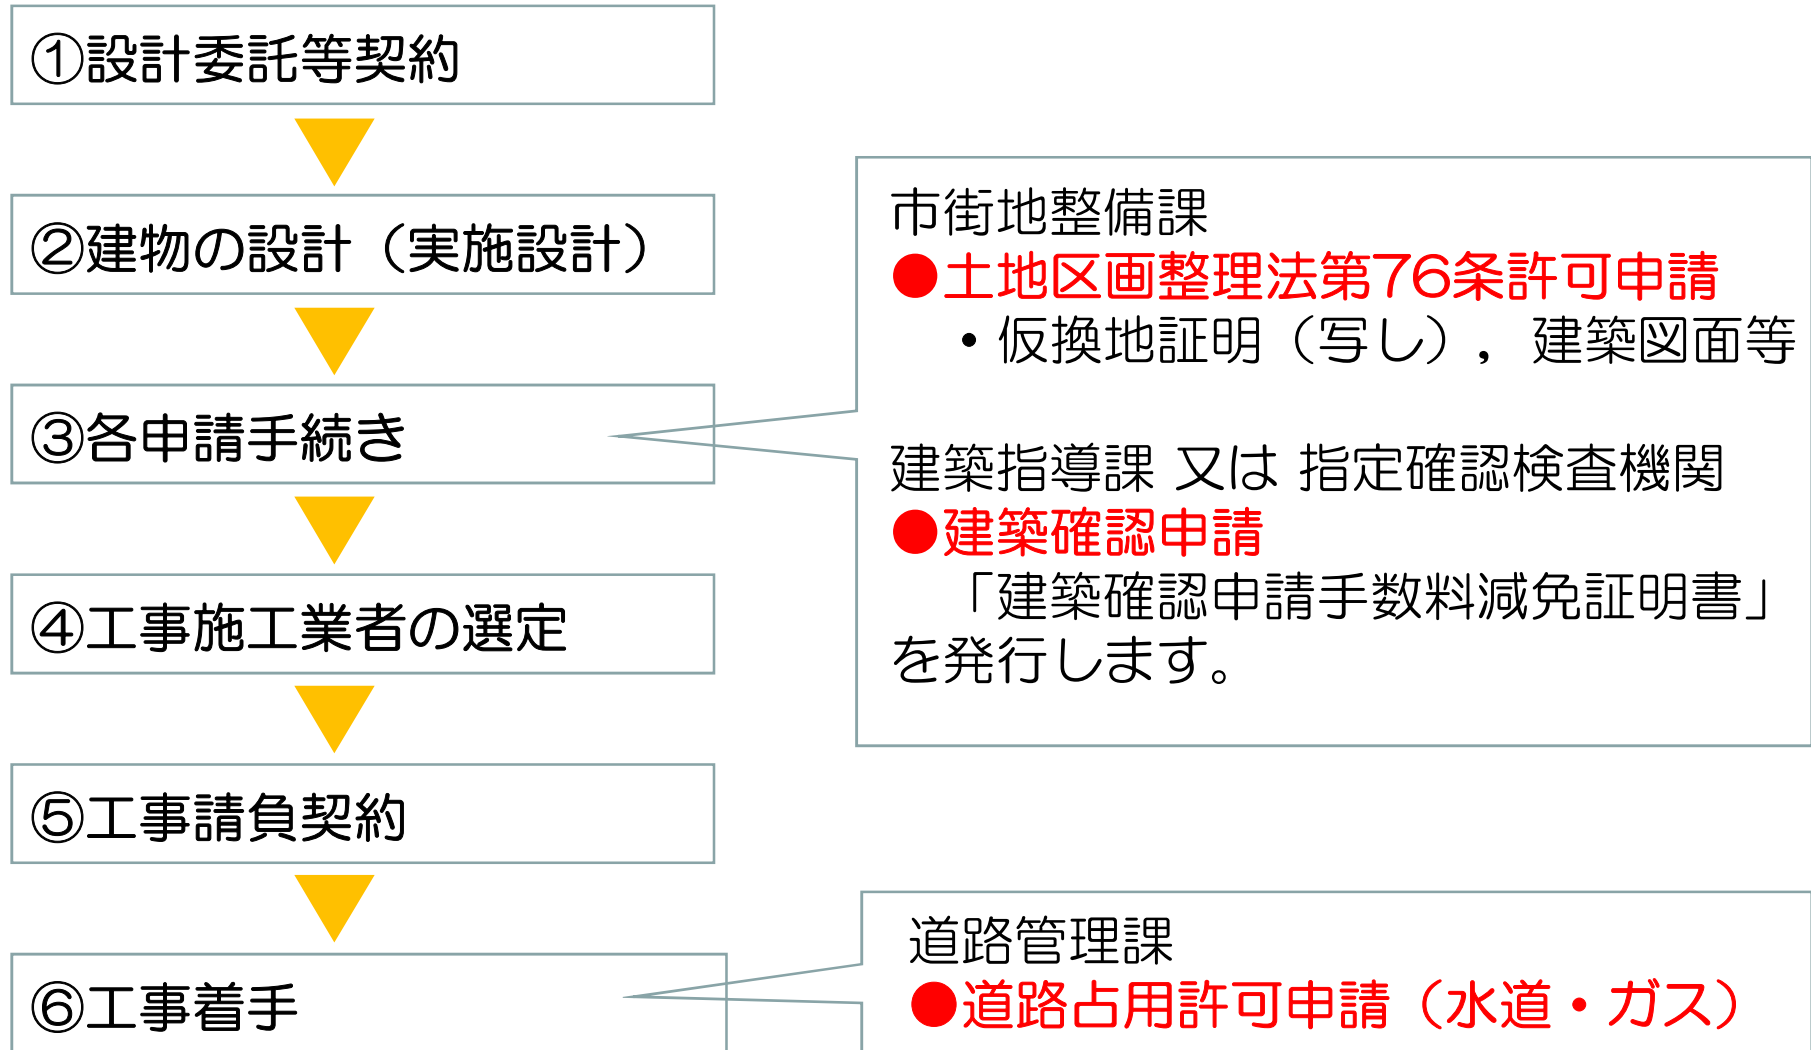 ①設計委託等契約
②建物の設計（実施設計）
③各申請手続き
④工事施工業者の選定
⑤工事請負契約
⑥工事着手
市街地整備課
●土地区画整理法第76条許可申請
・仮換地証明（写し），建築図面等
建築指導課 又は 指定確認検査機関
●建築確認申請
「建築確認申請手数料減免証明書」
を発行します。
道路管理課
●道路占用許可申請（水道・ガス）